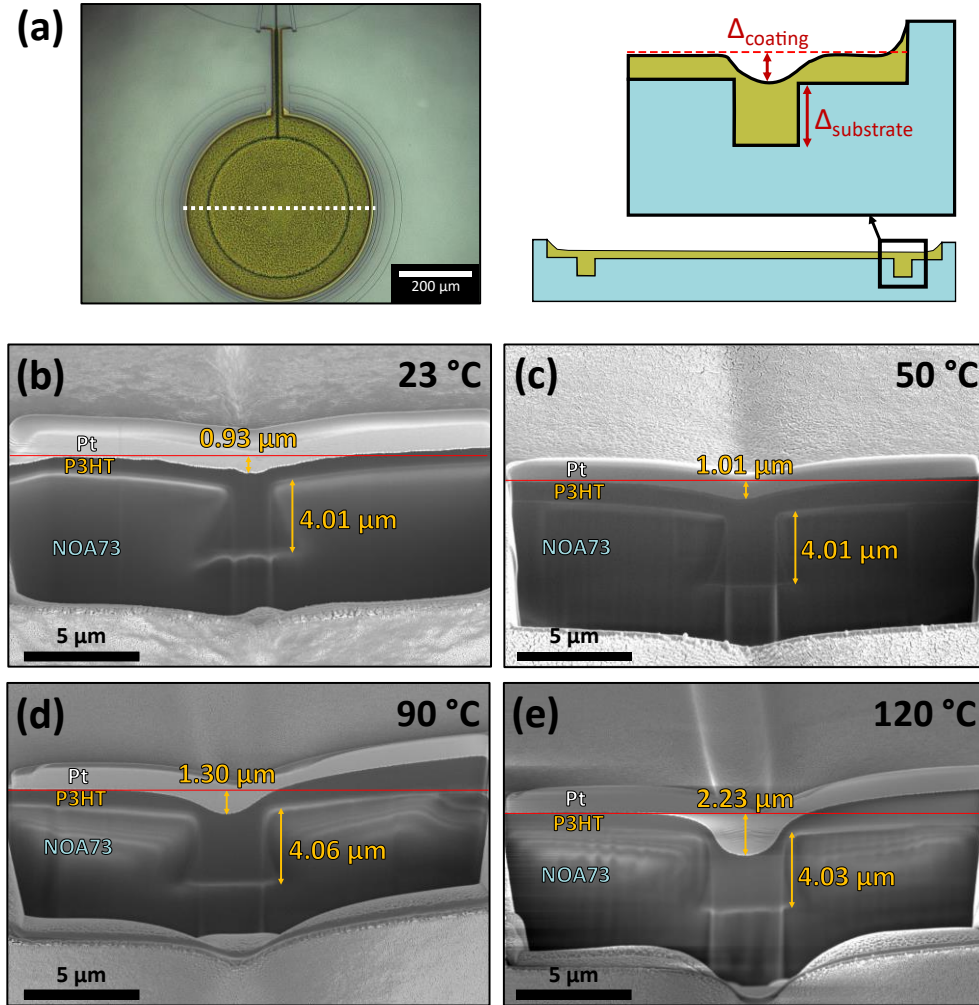 (a)
200 µm
Δcoating
Δsubstrate
(b)
23 °C
Pt
0.93 µm
P3HT
4.01 µm
NOA73
5 µm
(c)
50 °C
Pt
1.01 µm
P3HT
4.01 µm
NOA73
5 µm
(d)
90 °C
Pt
1.30 µm
P3HT
4.06 µm
NOA73
5 µm
(e)
120 °C
Pt
2.23 µm
P3HT
4.03 µm
NOA73
5 µm